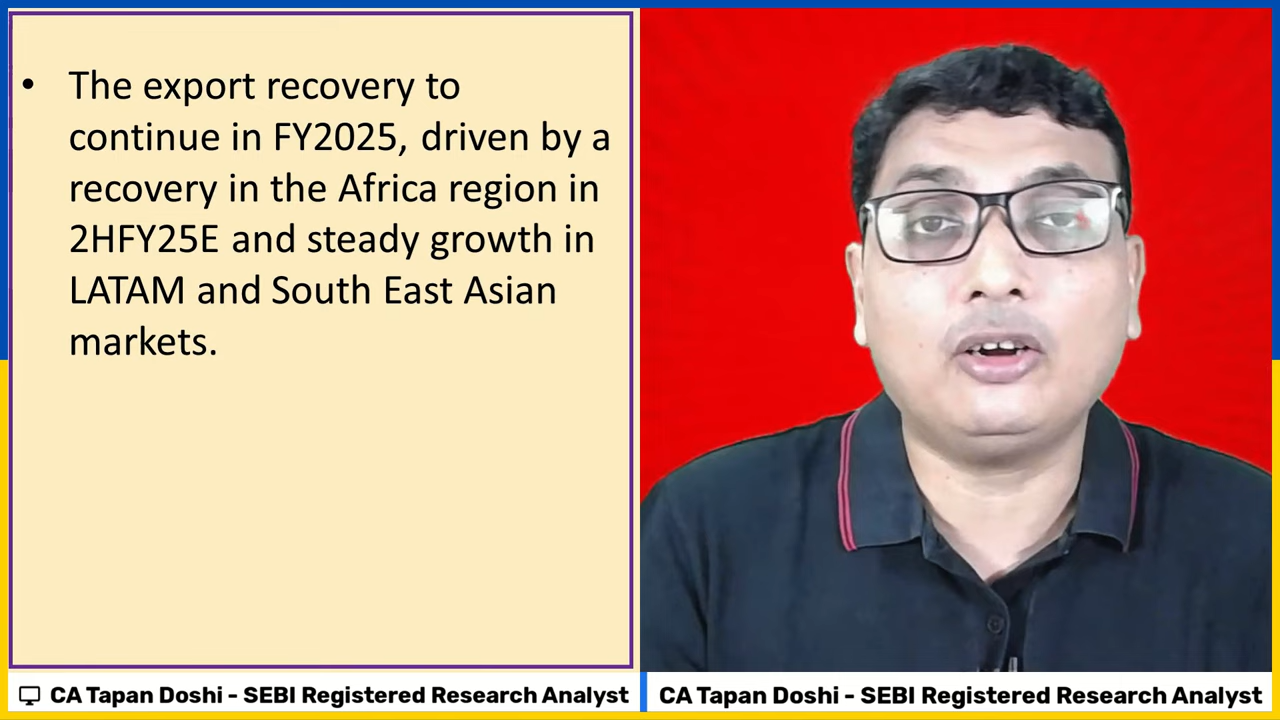 • The export recovery to
continue in FY2025, driven by a
recovery in the Africa region in
2HFY25E and steady growth in
LATAM and South East Asian
markets.
CA Tapan Doshi - SEBI Registered Research Analyst
CA Tapan Doshi - SEBI Registered Research Analyst